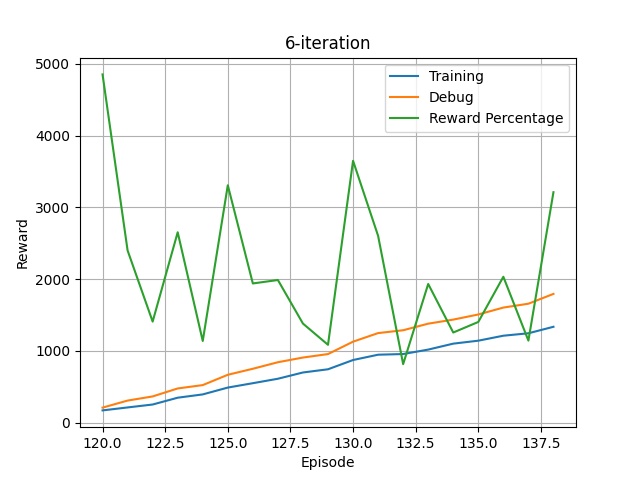 6-iteration
5000
4000
3000
2000
1000
0
Reward
Training
Debug
Reward Percentage
120.0 122.5 125.0 127.5 130.0 132.5 135.0 137.5
Episode